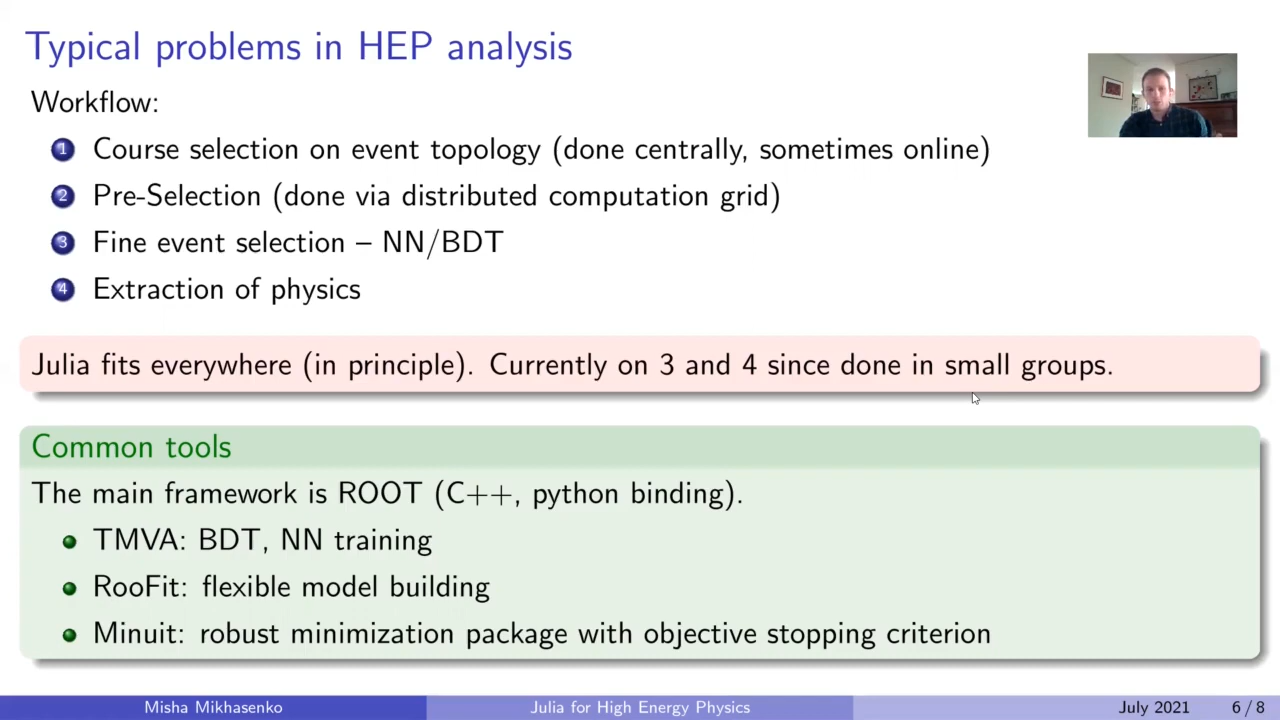 Typical problems in HEP analysis
Workflow:
1 Course selection on event topology (done centrally, sometimes online)
2 Pre-Selection (done via distributed computation grid)
3 Fine event selection – NN/BDT
4 Extraction of physics
Julia fits everywhere (in principle). Currently on 3 and 4 since done in small groups.
Common tools
The main framework is ROOT (C++, python binding).
TMVA: BDT, NN training
RooFit: flexible model building
Minuit: robust minimization package with objective stopping criterion
Misha Mikhasenko Julia for High Energy Physics July 2021 6 / 8